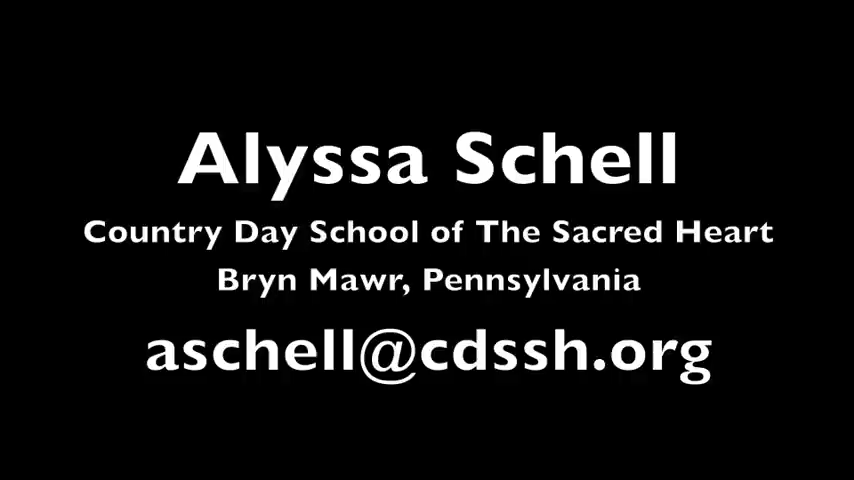 Alyssa Schell
Country Day School of The Sacred Heart
Bryn Mawr, Pennsylvania
aschell@cdssh.org